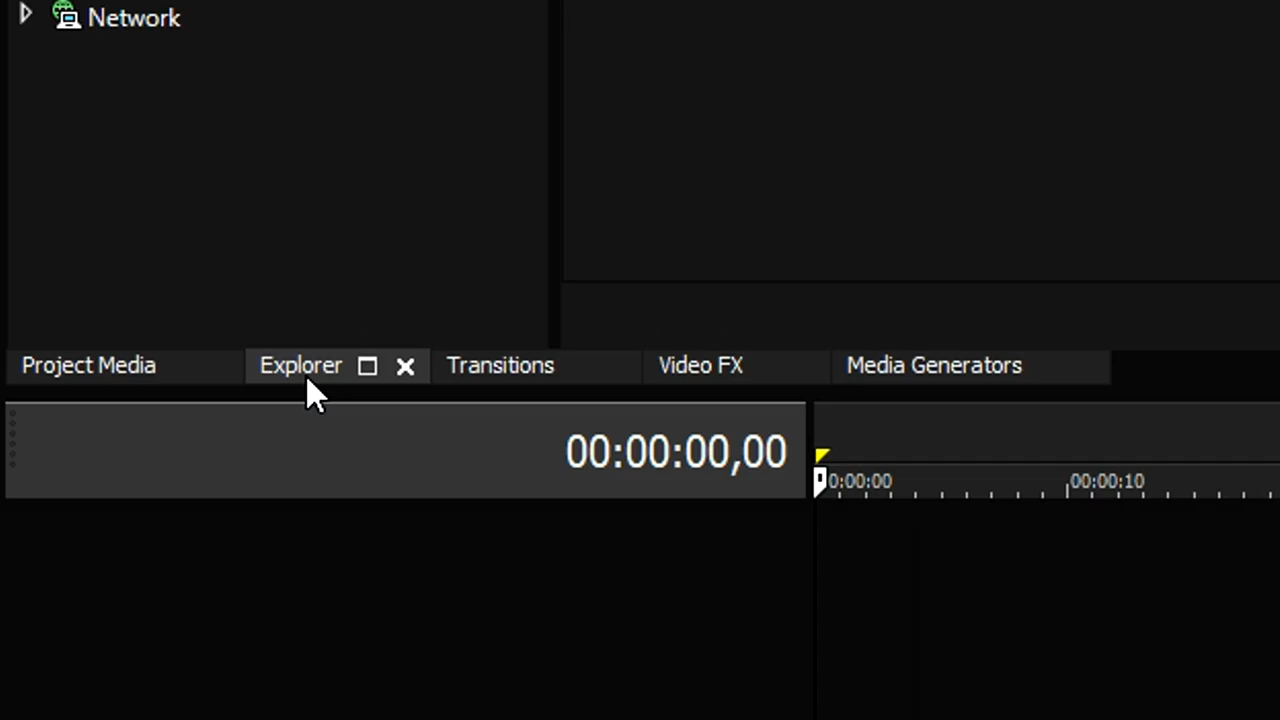 Network
Project Media
Explorer
Transitions
Video FX
Media Generators
00:00:00,00
0:00:00
00:00:10